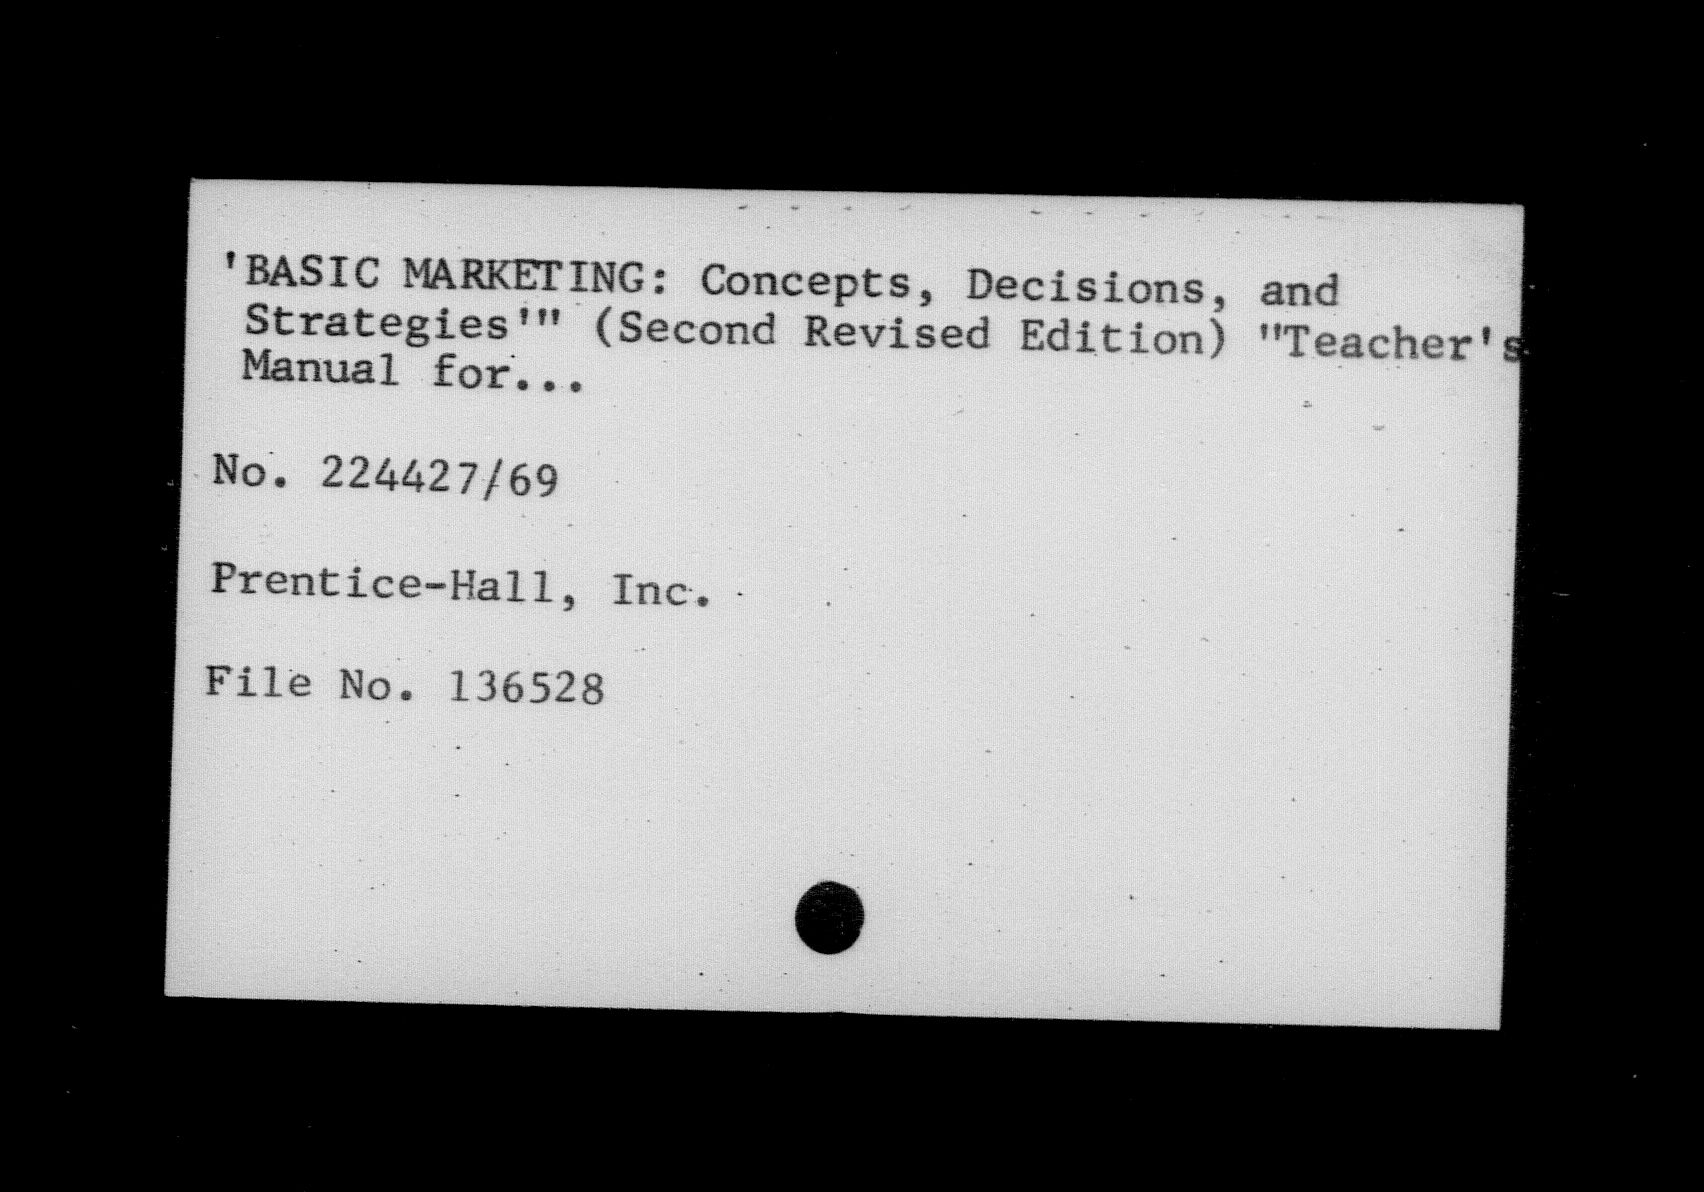 'BASIC MARKETING: Concepts, Decisions, and
Strategies'" (Second Revised Edition) "Teacher's
Manual for...
No. 224427/69
Prentice-Hall, Inc.
File No. 136528